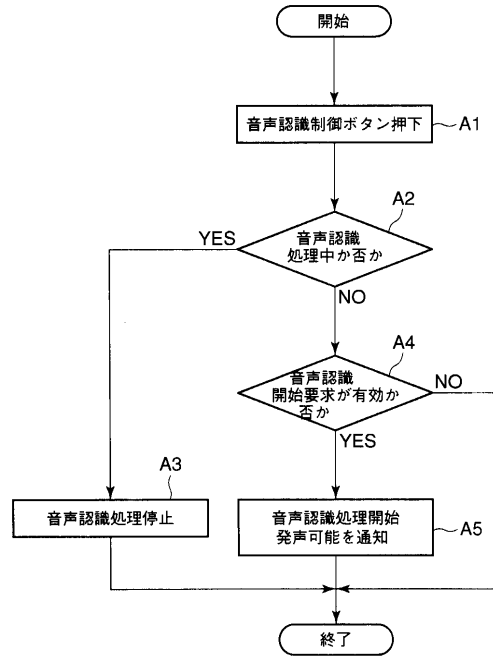 開始
音声認識制御ボタン押下
A1
A2
音声認識
処理中か否か
YES
NO
A4
音声認識
開始要求が有効か
否か
NO
YES
A3
音声認識処理停止
音声認識処理開始
発声可能を通知
A5
終了